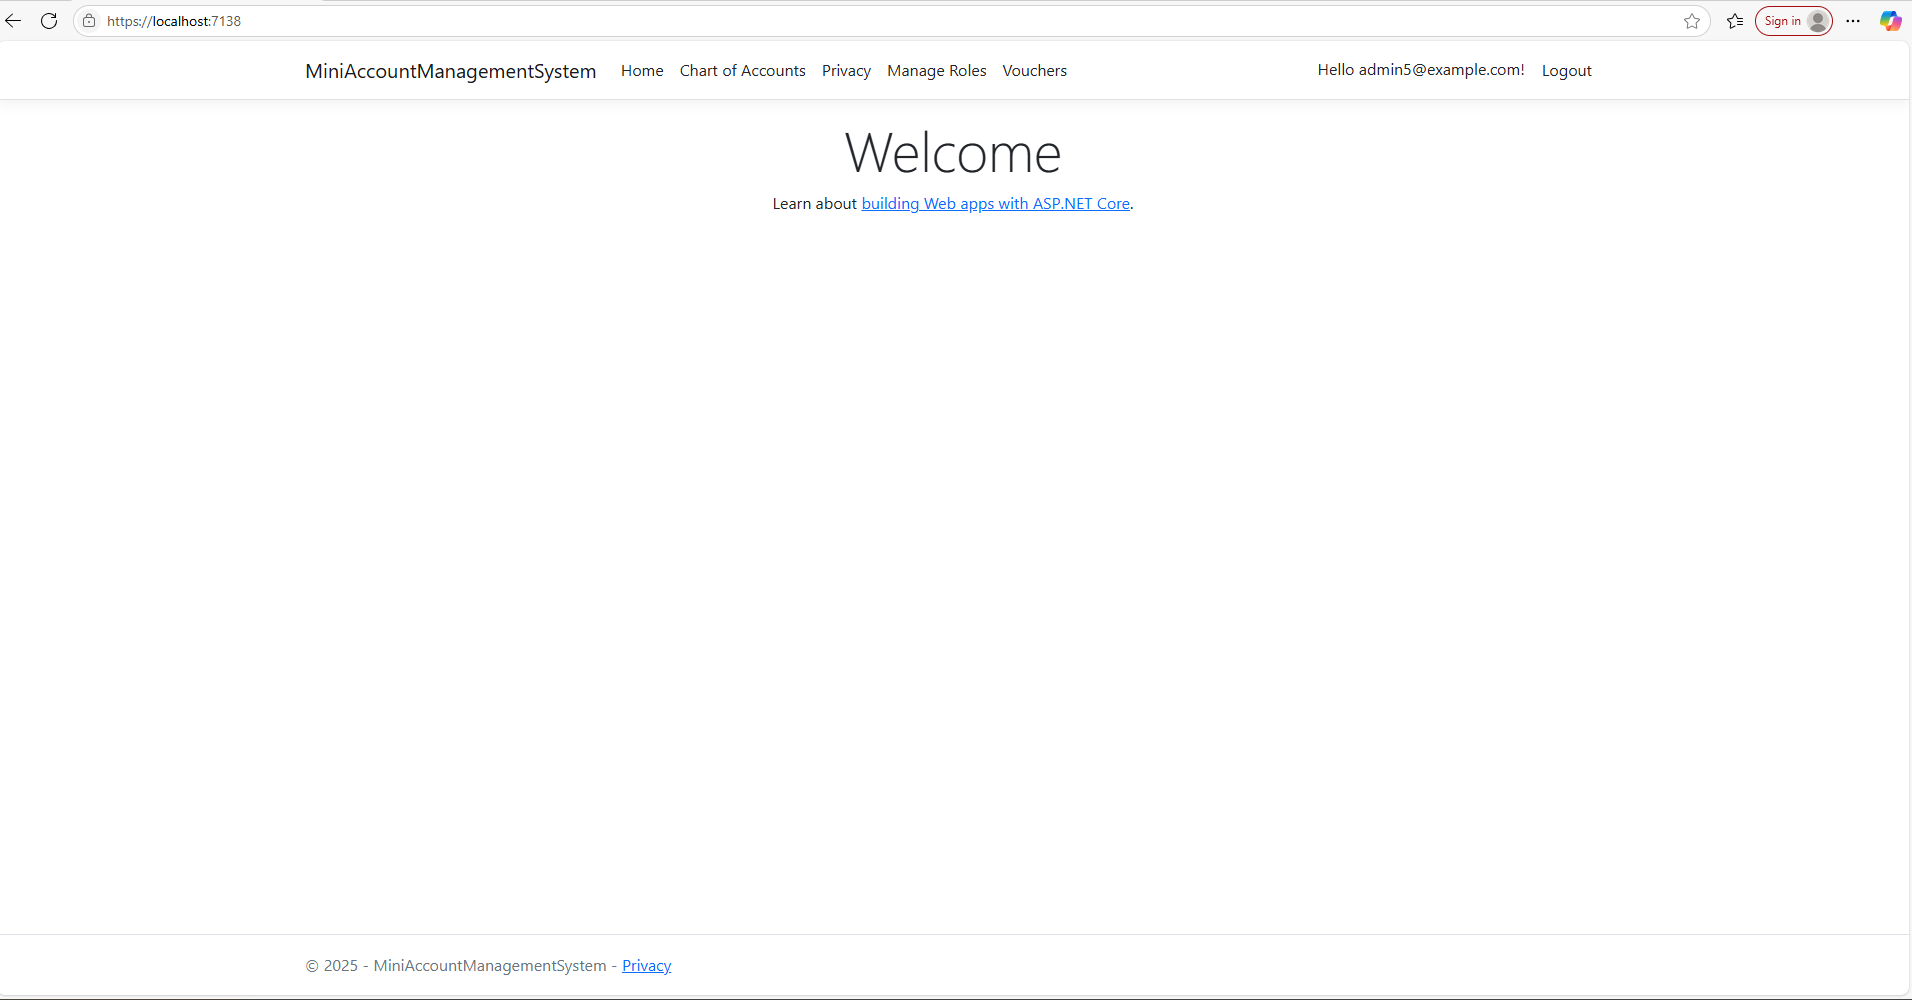 https://localhost:7138
Sign in
MiniAccountManagementSystem Home Chart of Accounts Privacy Manage Roles Vouchers Hello admin5@example.com! Logout
Welcome
Learn about building Web apps with ASP.NET Core.
© 2025 - MiniAccountManagementSystem - Privacy